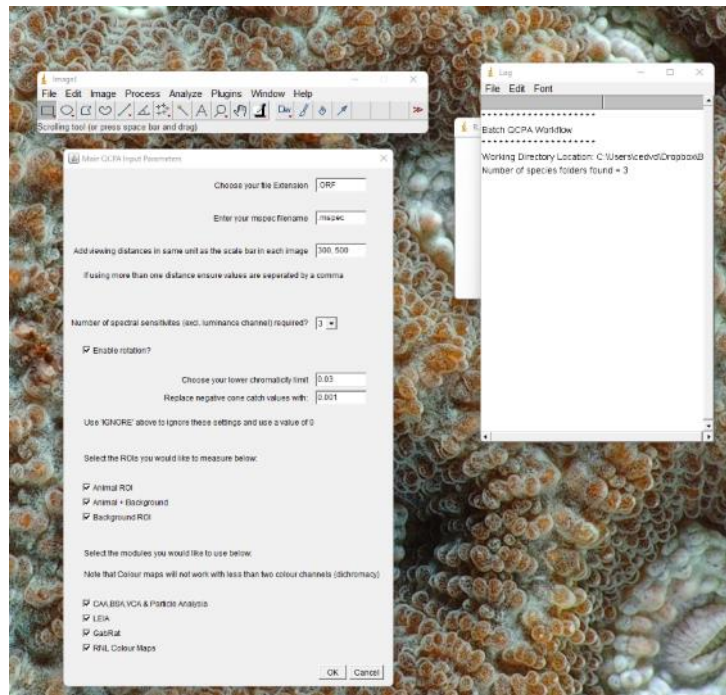 ImageJ
File Edit Image Process Analyze Plugins Window Help
Scrolling tool (or press space bar and drag)
Main QCPA Input Parameters
Choose your file Extension .ORF
Enter your mspec filename .mspec
Add viewing distances in same unit as the scale bar in each image 300, 500
If using more than one distance ensure values are seperated by a comma
Number of spectral sensitivites (excl. luminance channel) required? 3
Enable rotation?
Choose your lower chromaticity limit 0.03
Replace negative cone catch values with: 0.001
Use 'IGNORE' above to ignore these settings and use a value of 0
Select the ROIs you would like to measure below:
Animal ROI
Animal + Background
Background ROI
Select the modules you would like to use below:
Note that Colour maps will not work with less than two colour channels (dichromacy)
CAA,BSA,VCA & Particle Analysis
LEIA
GabRat
RNL Colour Maps
OK Cancel
Log
File Edit Font
********************
Batch QCPA Workflow
********************
Working Directory Location: C:\Users\cedvd\Dropbox\B
Number of species folders found = 3